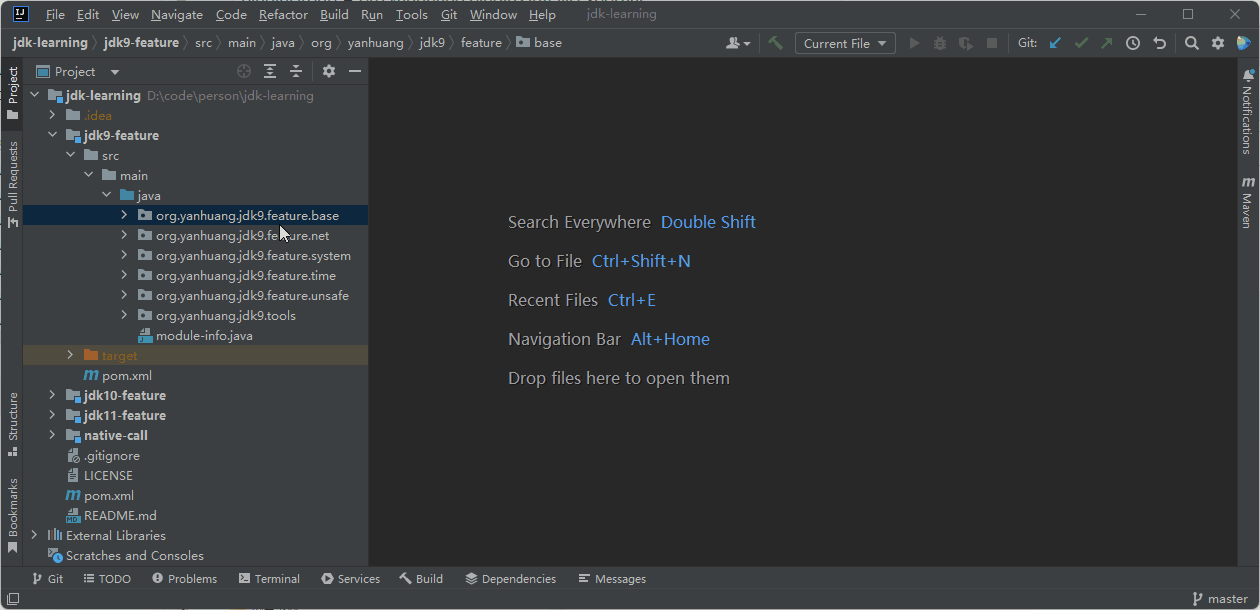 File Edit View Navigate Code Refactor Build Run Tools Git Window Help jdk-learning
jdk-learning jdk9-feature src main java org yanhuang jdk9 feature base Current File Git:
Project
jdk-learning D:\code\person\jdk-learning
.idea
jdk9-feature
src
main
java
org.yanhuang.jdk9.feature.base
org.yanhuang.jdk9.feature.net
org.yanhuang.jdk9.feature.system
org.yanhuang.jdk9.feature.time
org.yanhuang.jdk9.feature.unsafe
org.yanhuang.jdk9.tools
module-info.java
target
pom.xml
jdk10-feature
jdk11-feature
native-call
.gitignore
LICENSE
pom.xml
README.md
External Libraries
Scratches and Consoles
Project
Pull Requests
Structure
Bookmarks
Search Everywhere Double Shift
Go to File Ctrl+Shift+N
Recent Files Ctrl+E
Navigation Bar Alt+Home
Drop files here to open them
Notifications
Maven
Git TODO Problems Terminal Services Build Dependencies Messages
master